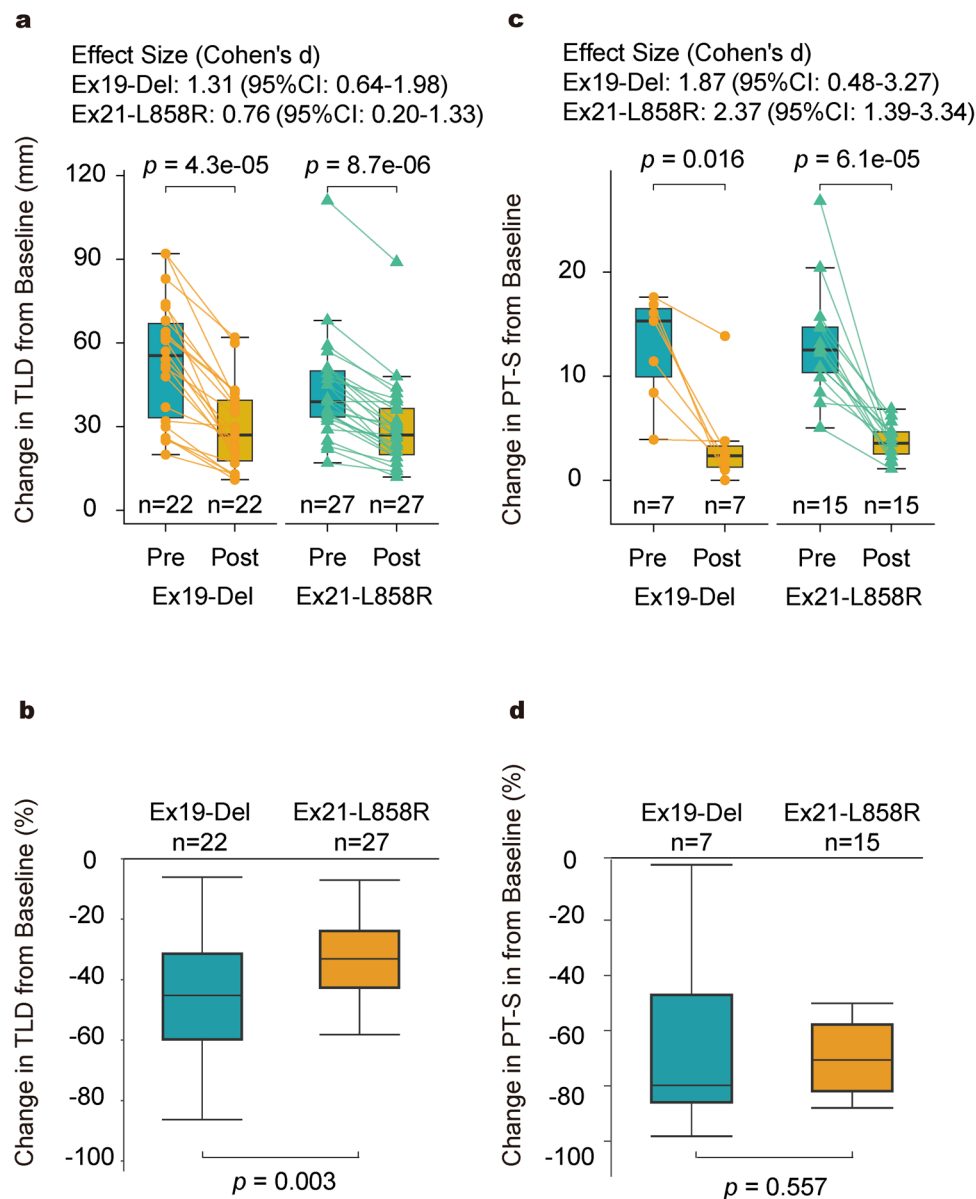 a
Effect Size (Cohen's d)
Ex19-Del: 1.31 (95%CI: 0.64-1.98)
Ex21-L858R: 0.76 (95%CI: 0.20-1.33)
p = 4.3e-05
p = 8.7e-06
Change in TLD from Baseline (mm)
120
90
60
30
0
n=22
n=22
n=27
n=27
Pre
Post
Pre
Post
Ex19-Del
Ex21-L858R
c
Effect Size (Cohen's d)
Ex19-Del: 1.87 (95%CI: 0.48-3.27)
Ex21-L858R: 2.37 (95%CI: 1.39-3.34)
p = 0.016
p = 6.1e-05
Change in PT-S from Baseline
20
10
0
n=7
n=7
n=15
n=15
Pre
Post
Pre
Post
Ex19-Del
Ex21-L858R
b
Change in TLD from Baseline (%)
Ex19-Del
n=22
Ex21-L858R
n=27
0
-20
-40
-60
-80
-100
p = 0.003
d
Change in PT-S in from Baseline (%)
Ex19-Del
n=7
Ex21-L858R
n=15
0
-20
-40
-60
-80
-100
p = 0.557